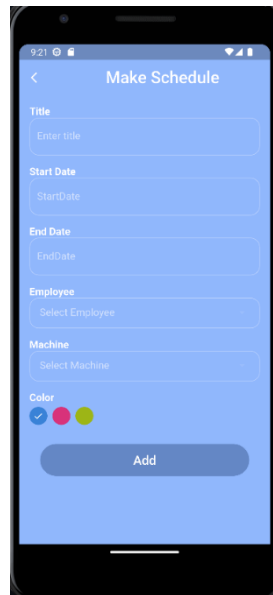 9:21
Make Schedule
Title
Enter title
Start Date
StartDate
End Date
EndDate
Employee
Select Employee
Machine
Select Machine
Color
Add